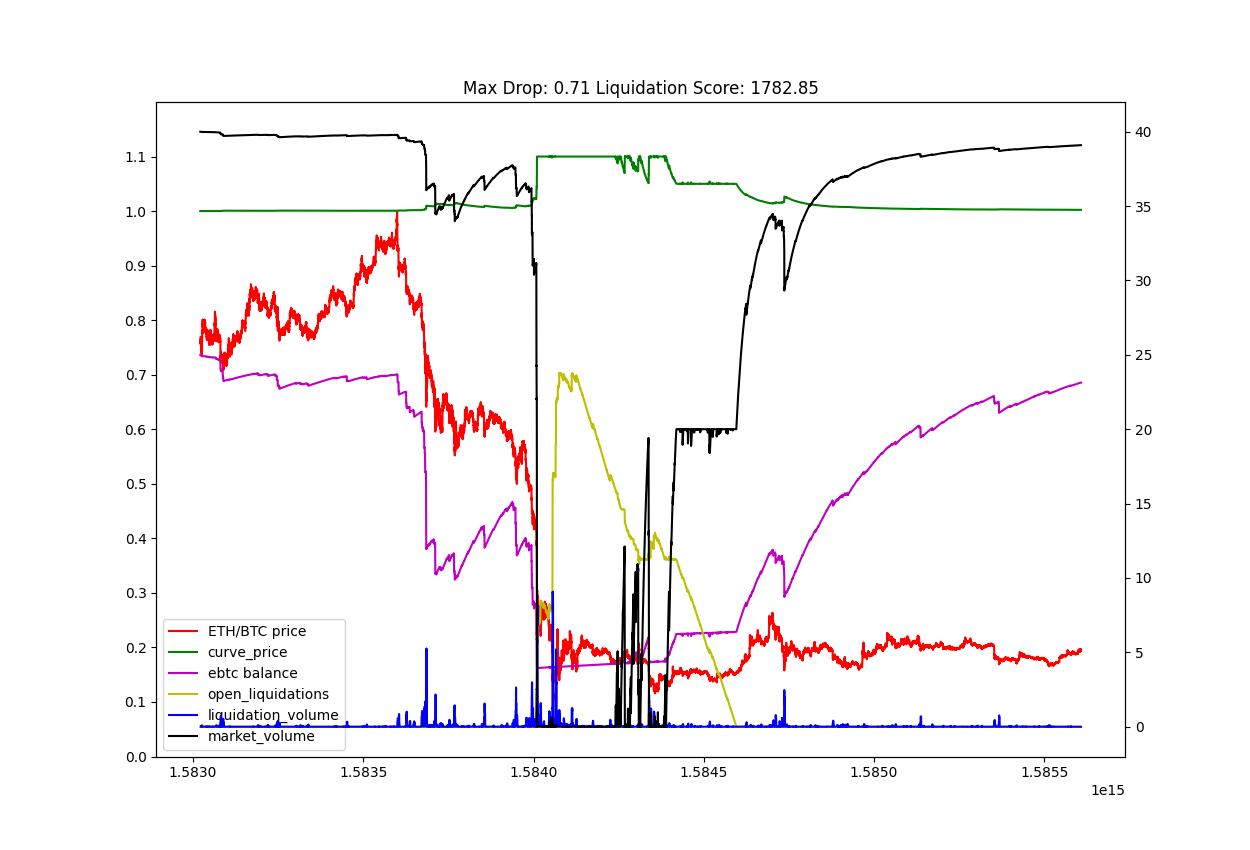 Max Drop: 0.71 Liquidation Score: 1782.85
1.1
1.0
0.9
0.8
0.7
0.6
0.5
0.4
0.3
0.2
0.1
0.0
40
35
30
25
20
15
10
5
0
ETH/BTC price
curve_price
ebtc balance
open_liquidations
liquidation_volume
market_volume
1.5830 1.5835 1.5840 1.5845 1.5850 1.5855
1e15